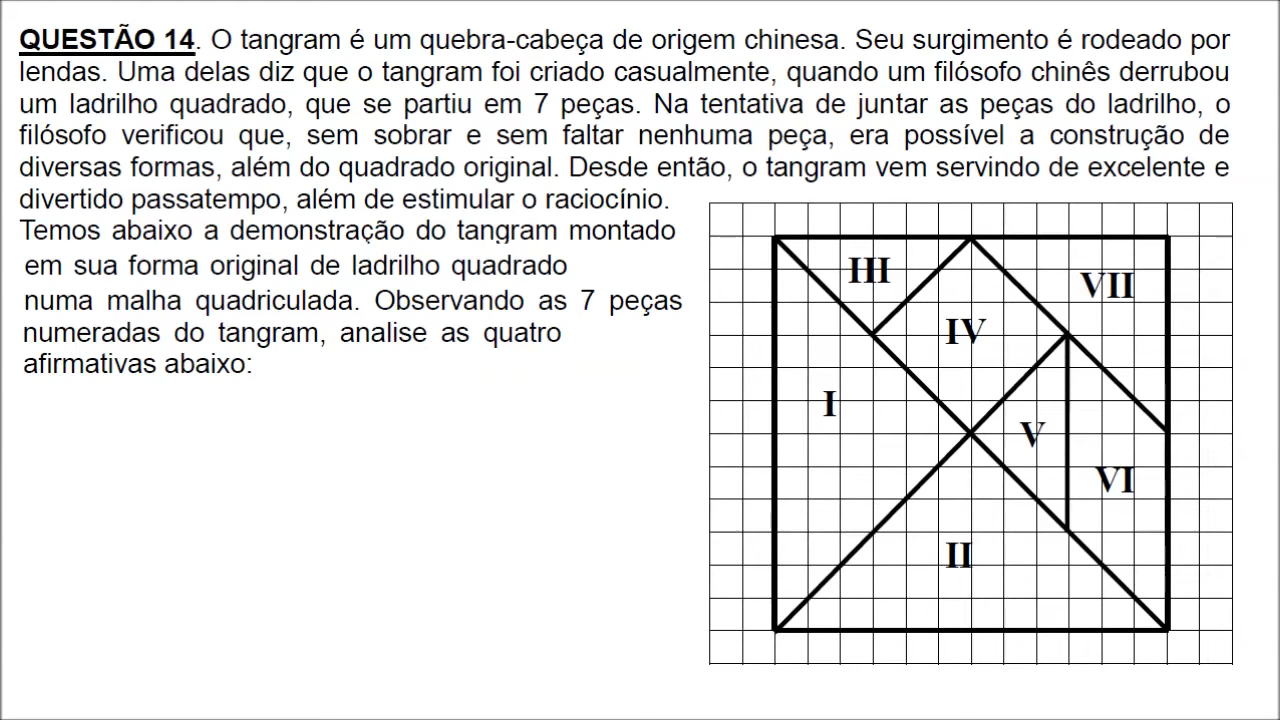 QUESTÃO 14. O tangram é um quebra-cabeça de origem chinesa. Seu surgimento é rodeado por
lendas. Uma delas diz que o tangram foi criado casualmente, quando um filósofo chinês derrubou
um ladrilho quadrado, que se partiu em 7 peças. Na tentativa de juntar as peças do ladrilho, o
filósofo verificou que, sem sobrar e sem faltar nenhuma peça, era possível a construção de
diversas formas, além do quadrado original. Desde então, o tangram vem servindo de excelente e
divertido passatempo, além de estimular o raciocínio.
Temos abaixo a demonstração do tangram montado
em sua forma original de ladrilho quadrado
numa malha quadriculada. Observando as 7 peças
numeradas do tangram, analise as quatro
afirmativas abaixo:
III
VII
IV
I
V
VI
II